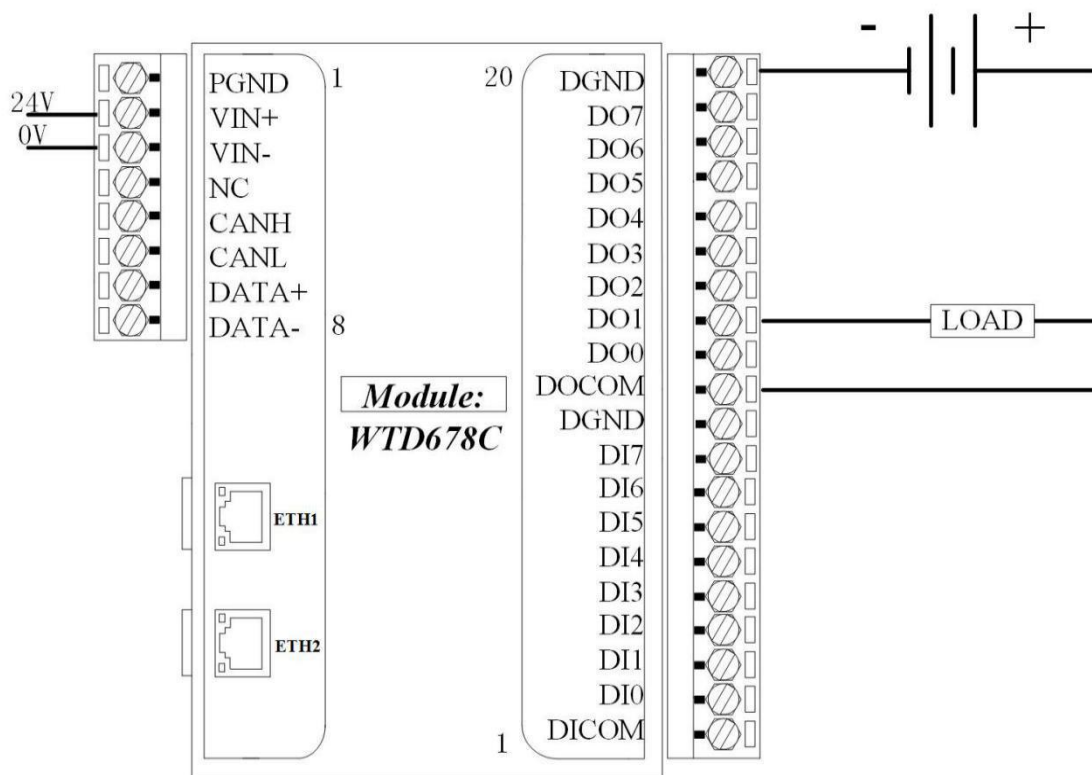 - +
24V
0V
PGND 1
VIN+
VIN-
NC
CANH
CANL
DATA+
DATA- 8
Module:
WTD678C
ETH1
ETH2
20 DGND
DO7
DO6
DO5
DO4
DO3
DO2
DO1
DO0
DOCOM
DGND
DI7
DI6
DI5
DI4
DI3
DI2
DI1
DI0
1 DICOM
LOAD